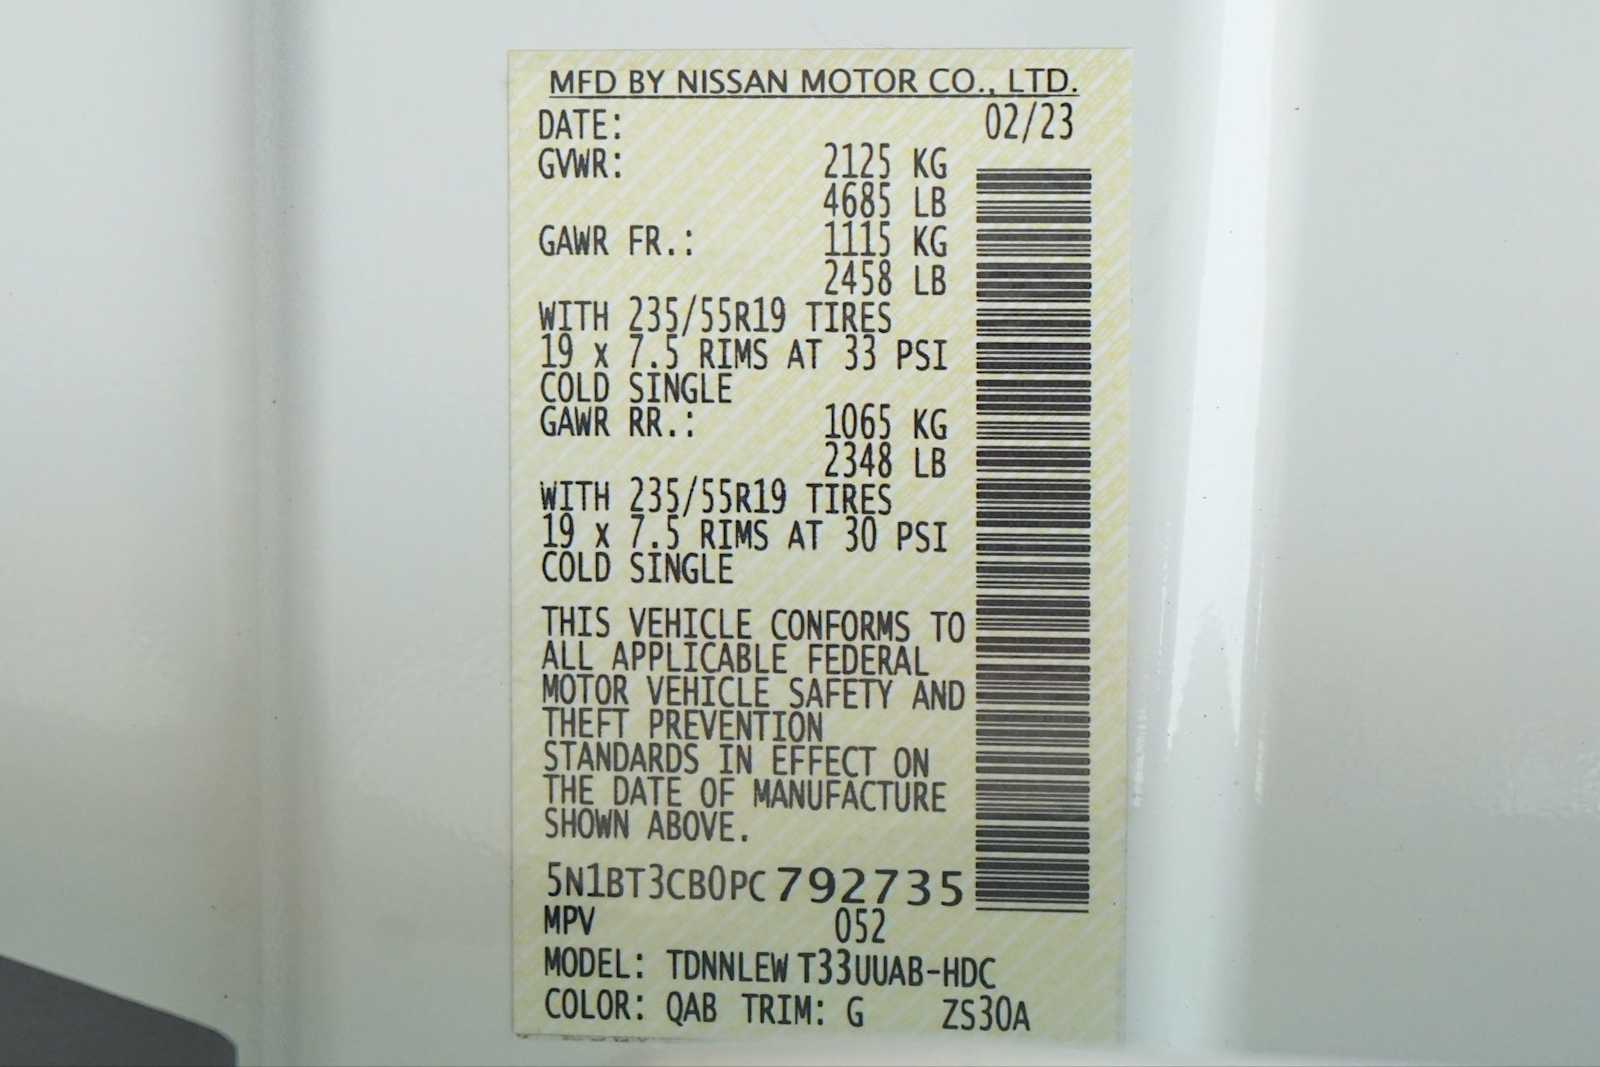 MFD BY NISSAN MOTOR CO., LTD.
DATE: 02/23
GVWR: 2125 KG
4685 LB
GAWR FR.: 1115 KG
2458 LB
WITH 235/55R19 TIRES
19 x 7.5 RIMS AT 33 PSI
COLD SINGLE
GAWR RR.: 1065 KG
2348 LB
WITH 235/55R19 TIRES
19 x 7.5 RIMS AT 30 PSI
COLD SINGLE
THIS VEHICLE CONFORMS TO
ALL APPLICABLE FEDERAL
MOTOR VEHICLE SAFETY AND
THEFT PREVENTION
STANDARDS IN EFFECT ON
THE DATE OF MANUFACTURE
SHOWN ABOVE.
5N1BT3CB0PC792735
MPV 052
MODEL: TDNNLEW T33UUAB-HDC
COLOR: QAB TRIM: G ZS30A